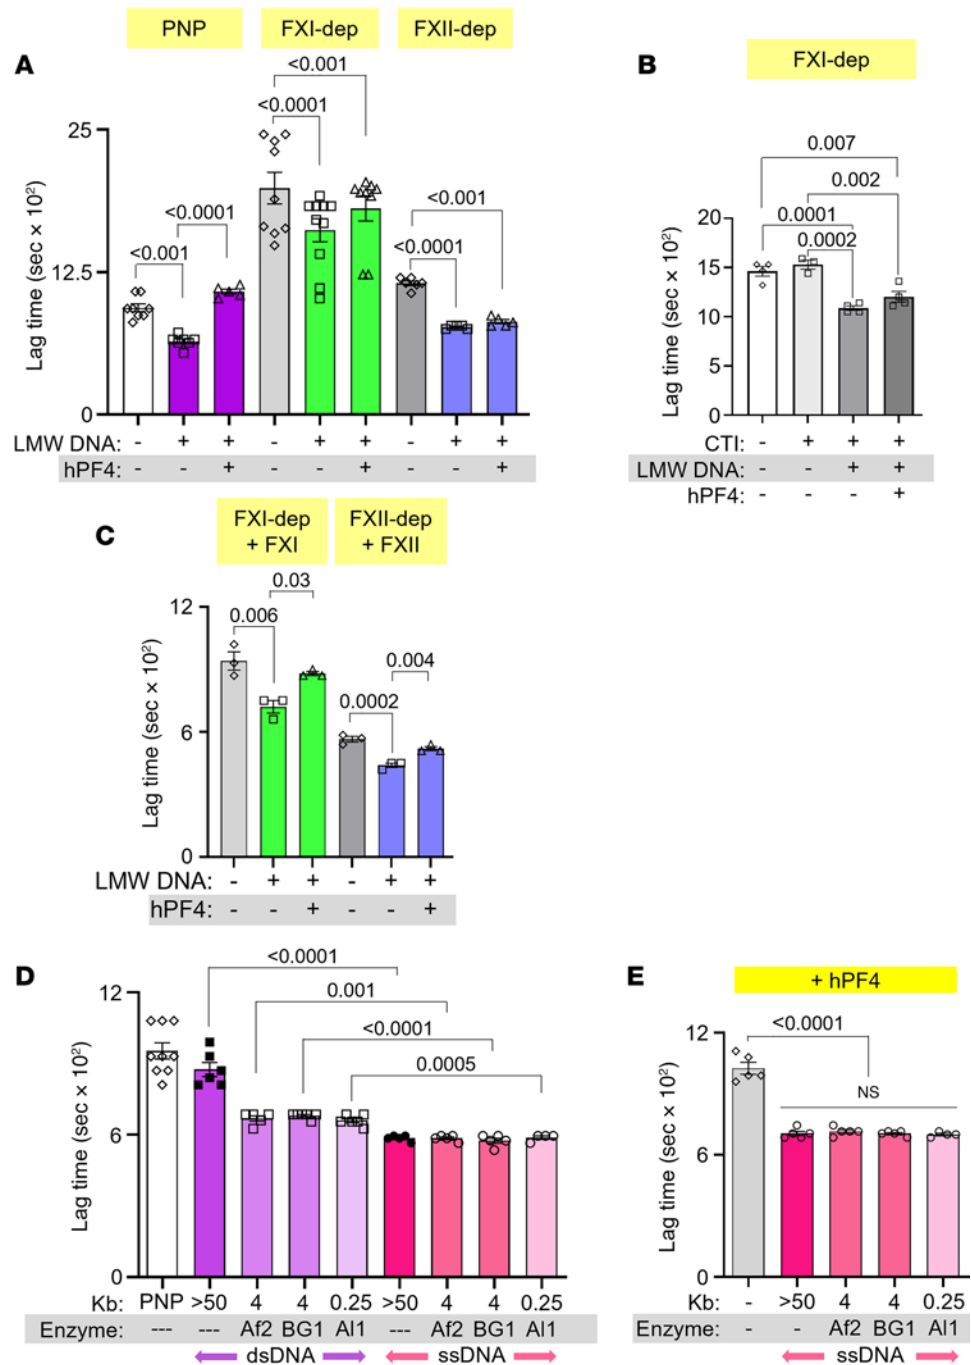 PNP FXI-dep FXII-dep
A
<0.001
<0.0001
<0.0001
<0.001
<0.001
<0.0001
Lag time (sec × 10²)
25
12.5
0
LMW DNA: - + + - + + - + +
hPF4: - - + - - + - - +
B
FXI-dep
0.007
0.002
0.0001
0.0002
Lag time (sec × 10²)
20
15
10
5
0
CTI: - + + +
LMW DNA: - - + +
hPF4: - - - +
C
FXI-dep + FXI
FXII-dep + FXII
0.03
0.006
0.004
0.0002
Lag time (sec × 10²)
12
6
0
LMW DNA: - + + - + +
hPF4: - - + - - +
D
<0.0001
0.001
<0.0001
0.0005
Lag time (sec × 10²)
12
6
0
Kb: PNP >50 4 4 0.25 >50 4 4 0.25
Enzyme: --- --- Af2 BG1 Al1 --- Af2 BG1 Al1
dsDNA ssDNA
E
+ hPF4
<0.0001
NS
Lag time (sec × 10²)
12
6
0
Kb: - >50 4 4 0.25
Enzyme: - - Af2 BG1 Al1
ssDNA